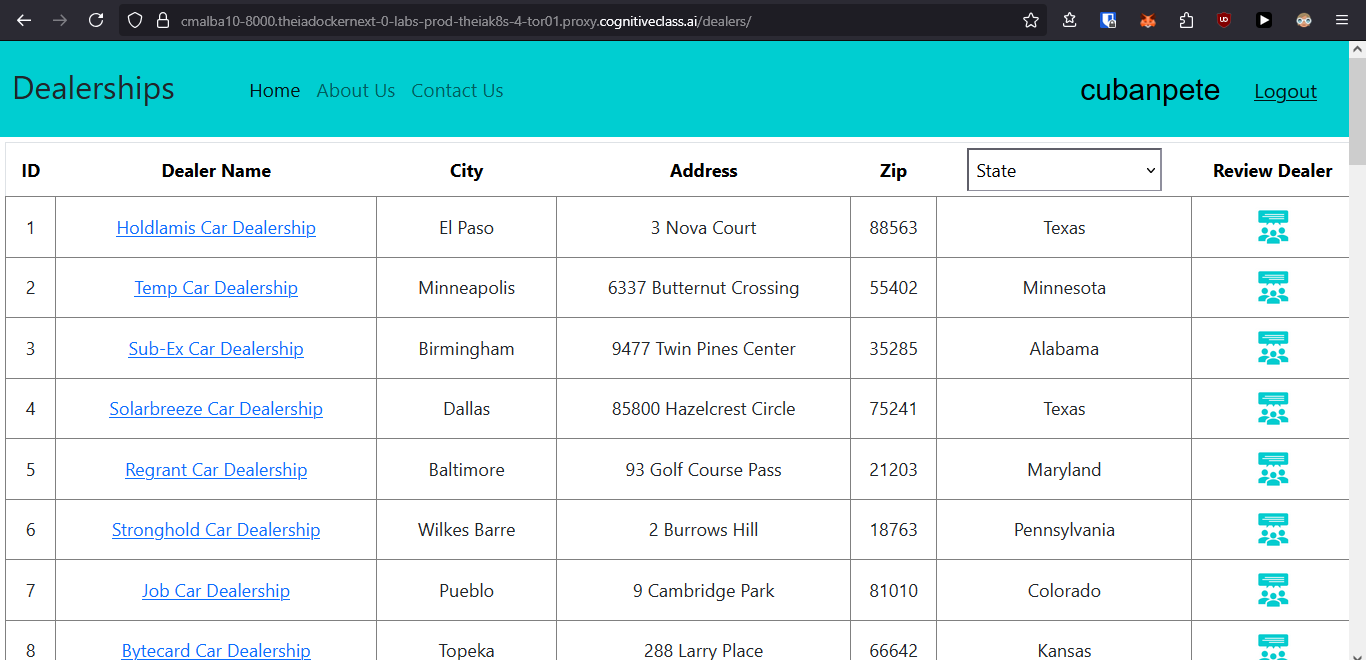 cmalba10-8000.theiadockernext-0-labs-prod-theiak8s-4-tor01.proxy.cognitiveclass.ai/dealers/
Dealerships Home About Us Contact Us cubanpete Logout
ID Dealer Name City Address Zip State Review Dealer
1 Holdlamis Car Dealership El Paso 3 Nova Court 88563 Texas
2 Temp Car Dealership Minneapolis 6337 Butternut Crossing 55402 Minnesota
3 Sub-Ex Car Dealership Birmingham 9477 Twin Pines Center 35285 Alabama
4 Solarbreeze Car Dealership Dallas 85800 Hazelcrest Circle 75241 Texas
5 Regrant Car Dealership Baltimore 93 Golf Course Pass 21203 Maryland
6 Stronghold Car Dealership Wilkes Barre 2 Burrows Hill 18763 Pennsylvania
7 Job Car Dealership Pueblo 9 Cambridge Park 81010 Colorado
8 Bytecard Car Dealership Topeka 288 Larry Place 66642 Kansas